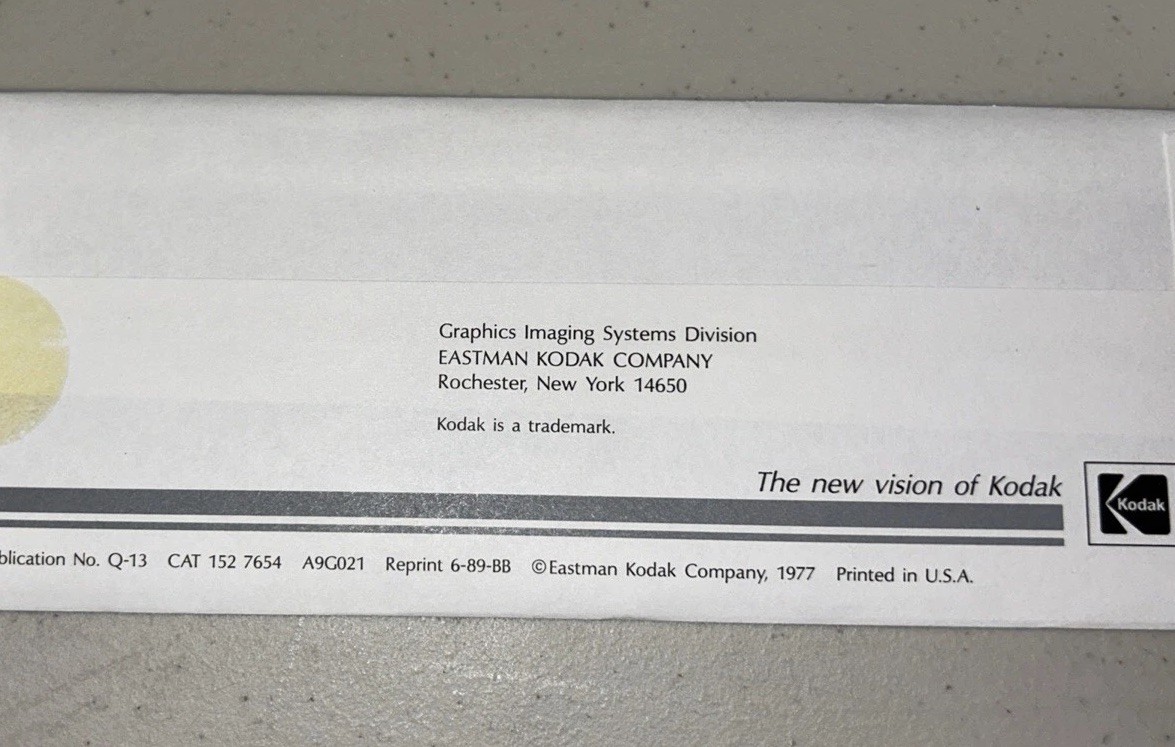 Graphics Imaging Systems Division
EASTMAN KODAK COMPANY
Rochester, New York 14650
Kodak is a trademark.
The new vision of Kodak
Kodak
blication No. Q-13 CAT 152 7654 A9G021 Reprint 6-89-BB ©Eastman Kodak Company, 1977 Printed in U.S.A.